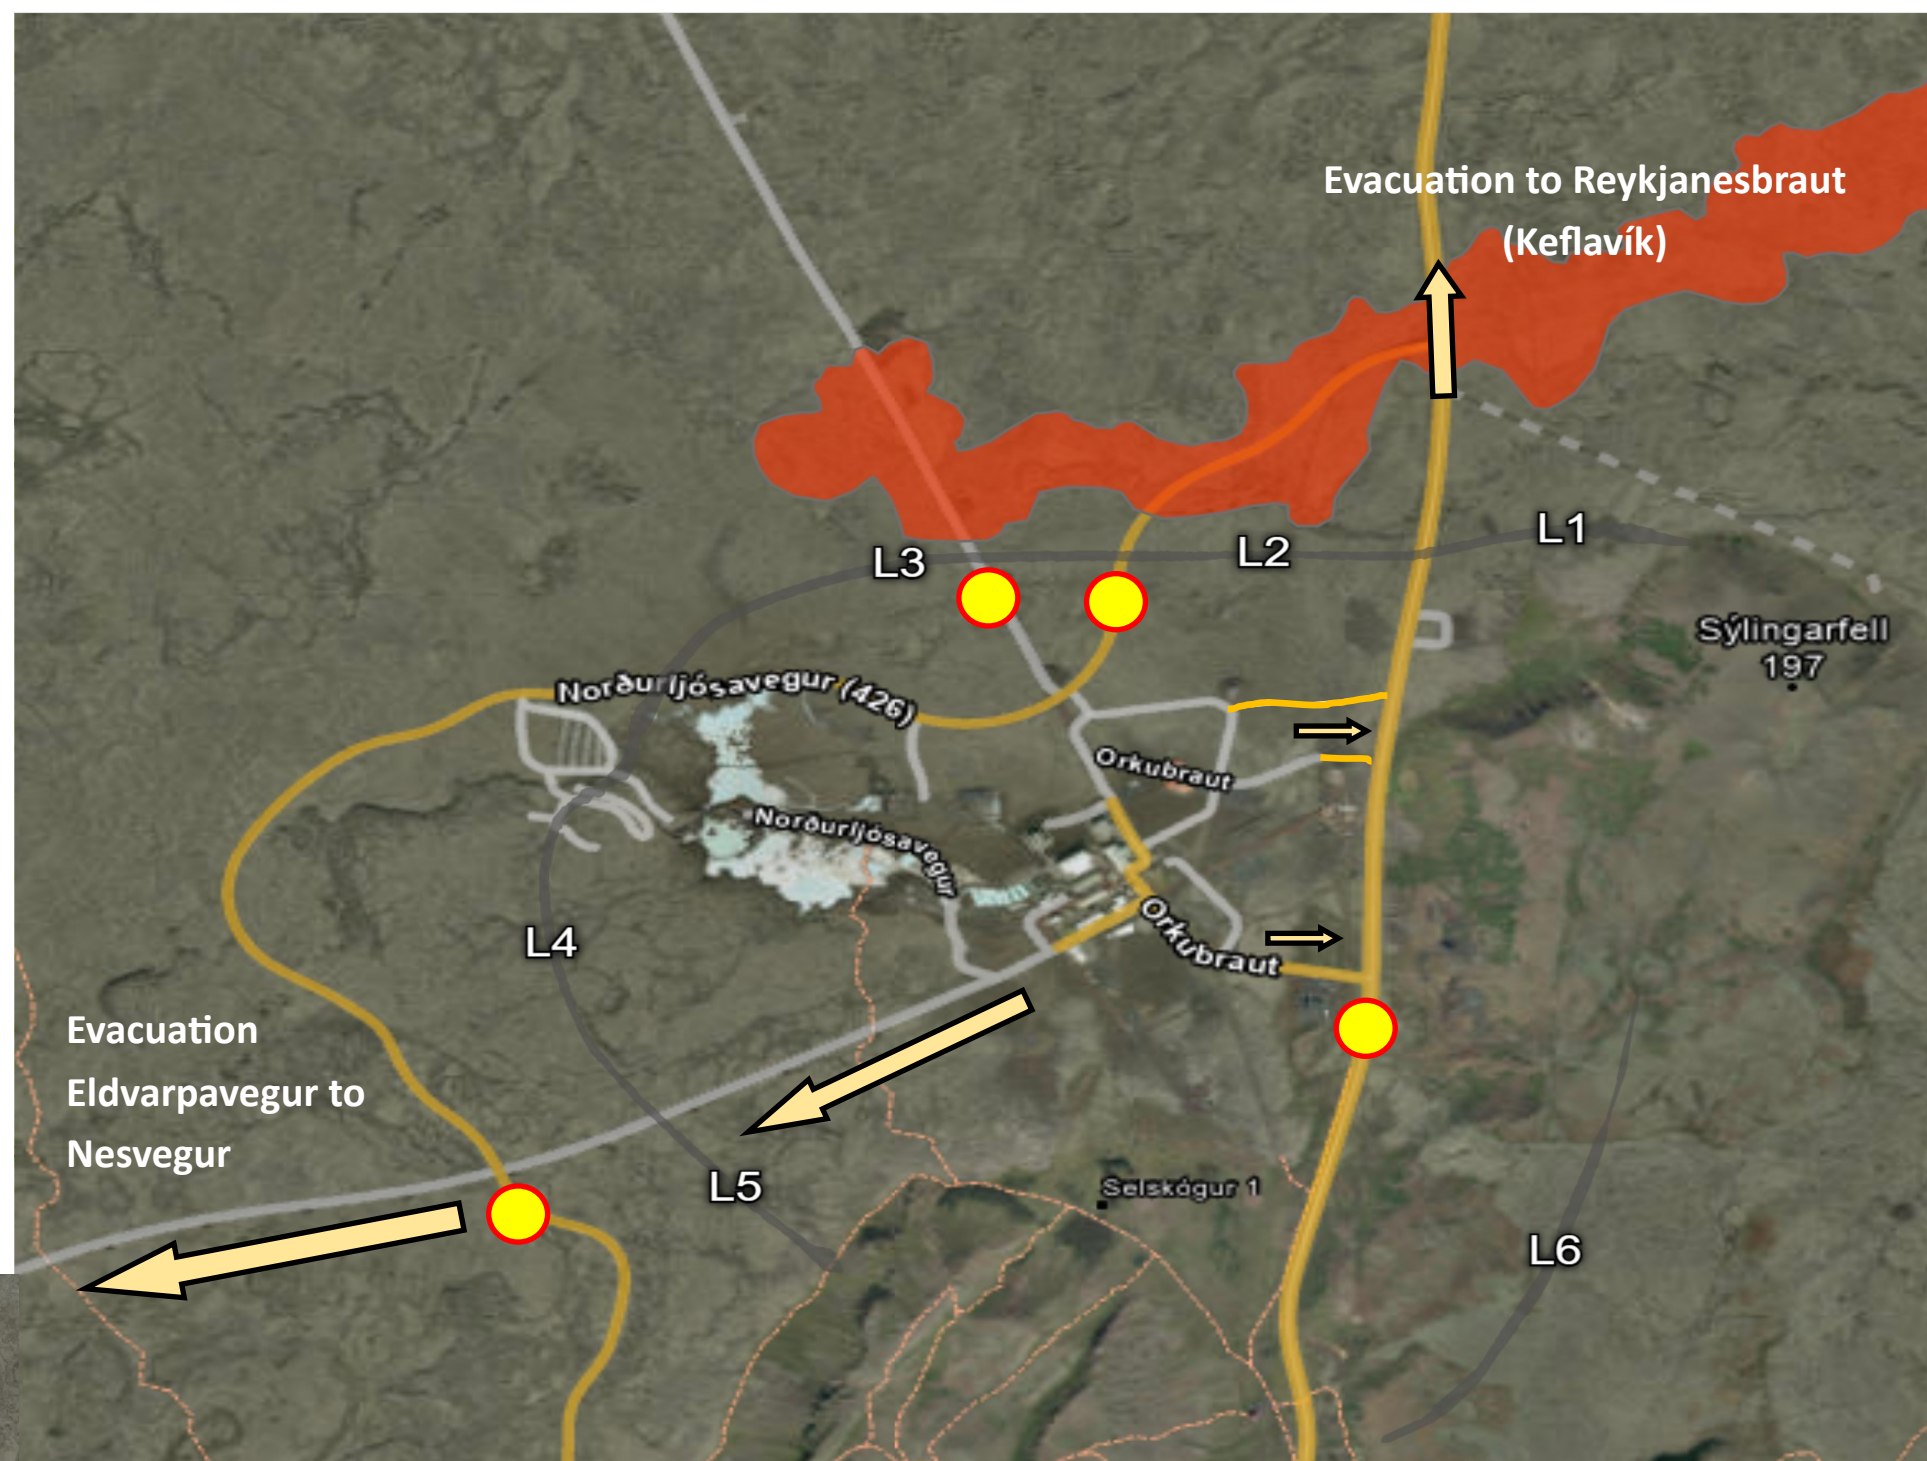 Evacuation to Reykjanesbraut
(Keflavík)
L1
L2
L3
Sýlingarfell
197
Norðurljósavegur (426)
Orkubraut
Norðurljósavegur
Orkubraut
L4
Evacuation
Eldvarpavegur to
Nesvegur
L5
Selskógur 1
L6